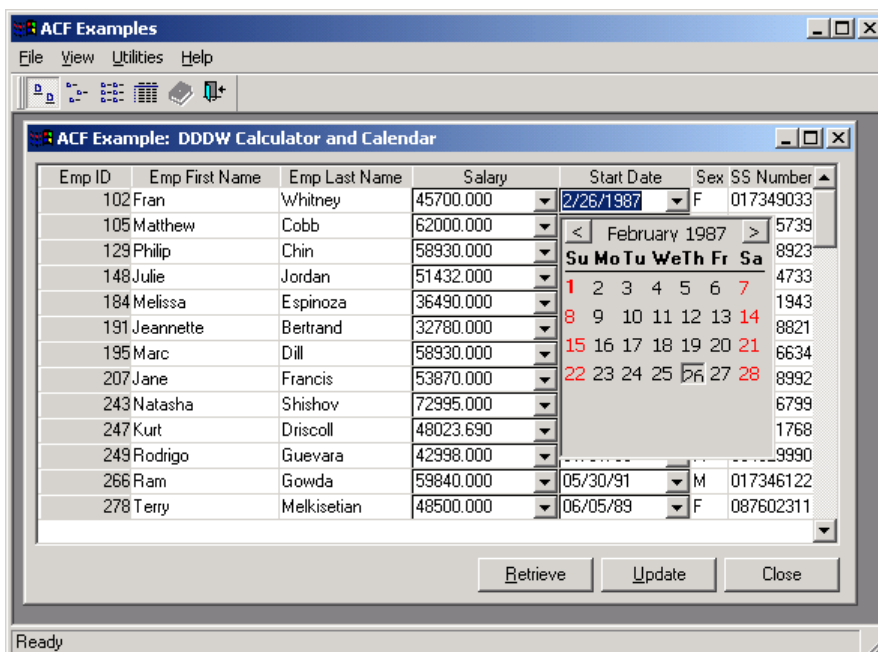 ACF Examples
File View Utilities Help
ACF Example: DDDW Calculator and Calendar
Emp ID Emp First Name Emp Last Name Salary Start Date Sex SS Number
102 Fran Whitney 45700.000 2/26/1987 F 017349033
105 Matthew Cobb 62000.000 5739
129 Philip Chin 58930.000 8923
148 Julie Jordan 51432.000 4733
184 Melissa Espinoza 36490.000 1943
191 Jeannette Bertrand 32780.000 8821
195 Marc Dill 58930.000 6634
207 Jane Francis 53870.000 8992
243 Natasha Shishov 72995.000 6799
247 Kurt Driscoll 48023.690 1768
249 Rodrigo Guevara 42998.000 9990
266 Ram Gowda 59840.000 05/30/91 M 017346122
278 Terry Melkisetian 48500.000 06/05/89 F 087602311
< February 1987 >
Su Mo Tu We Th Fr Sa
1 2 3 4 5 6 7
8 9 10 11 12 13 14
15 16 17 18 19 20 21
22 23 24 25 26 27 28
Retrieve Update Close
Ready